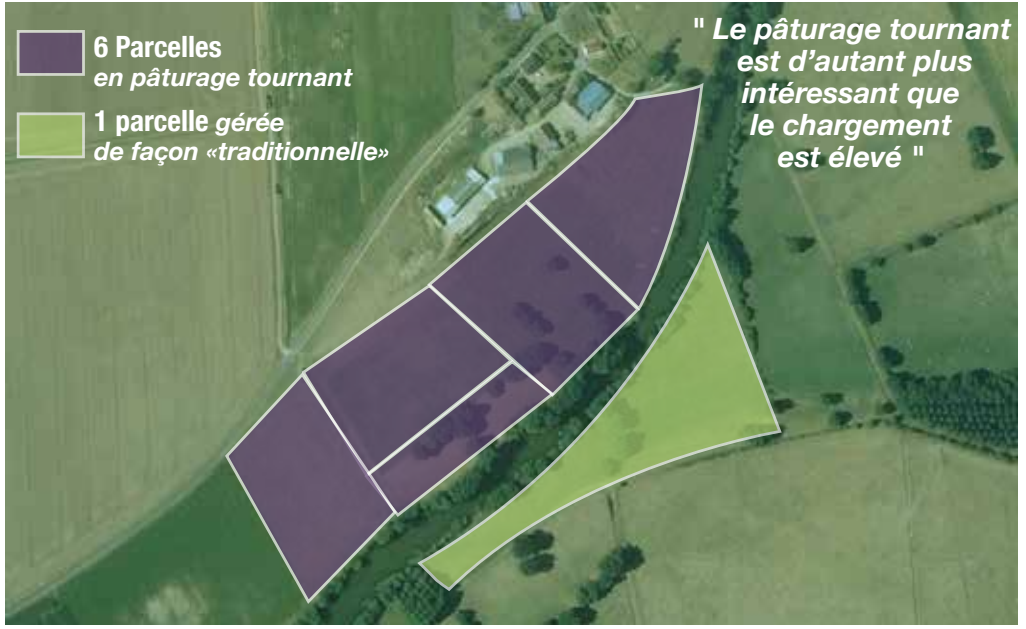 6 Parcelles
en pâturage tournant
1 parcelle gérée
de façon «traditionnelle»
" Le pâturage tournant
est d'autant plus
intéressant que
le chargement
est élevé "